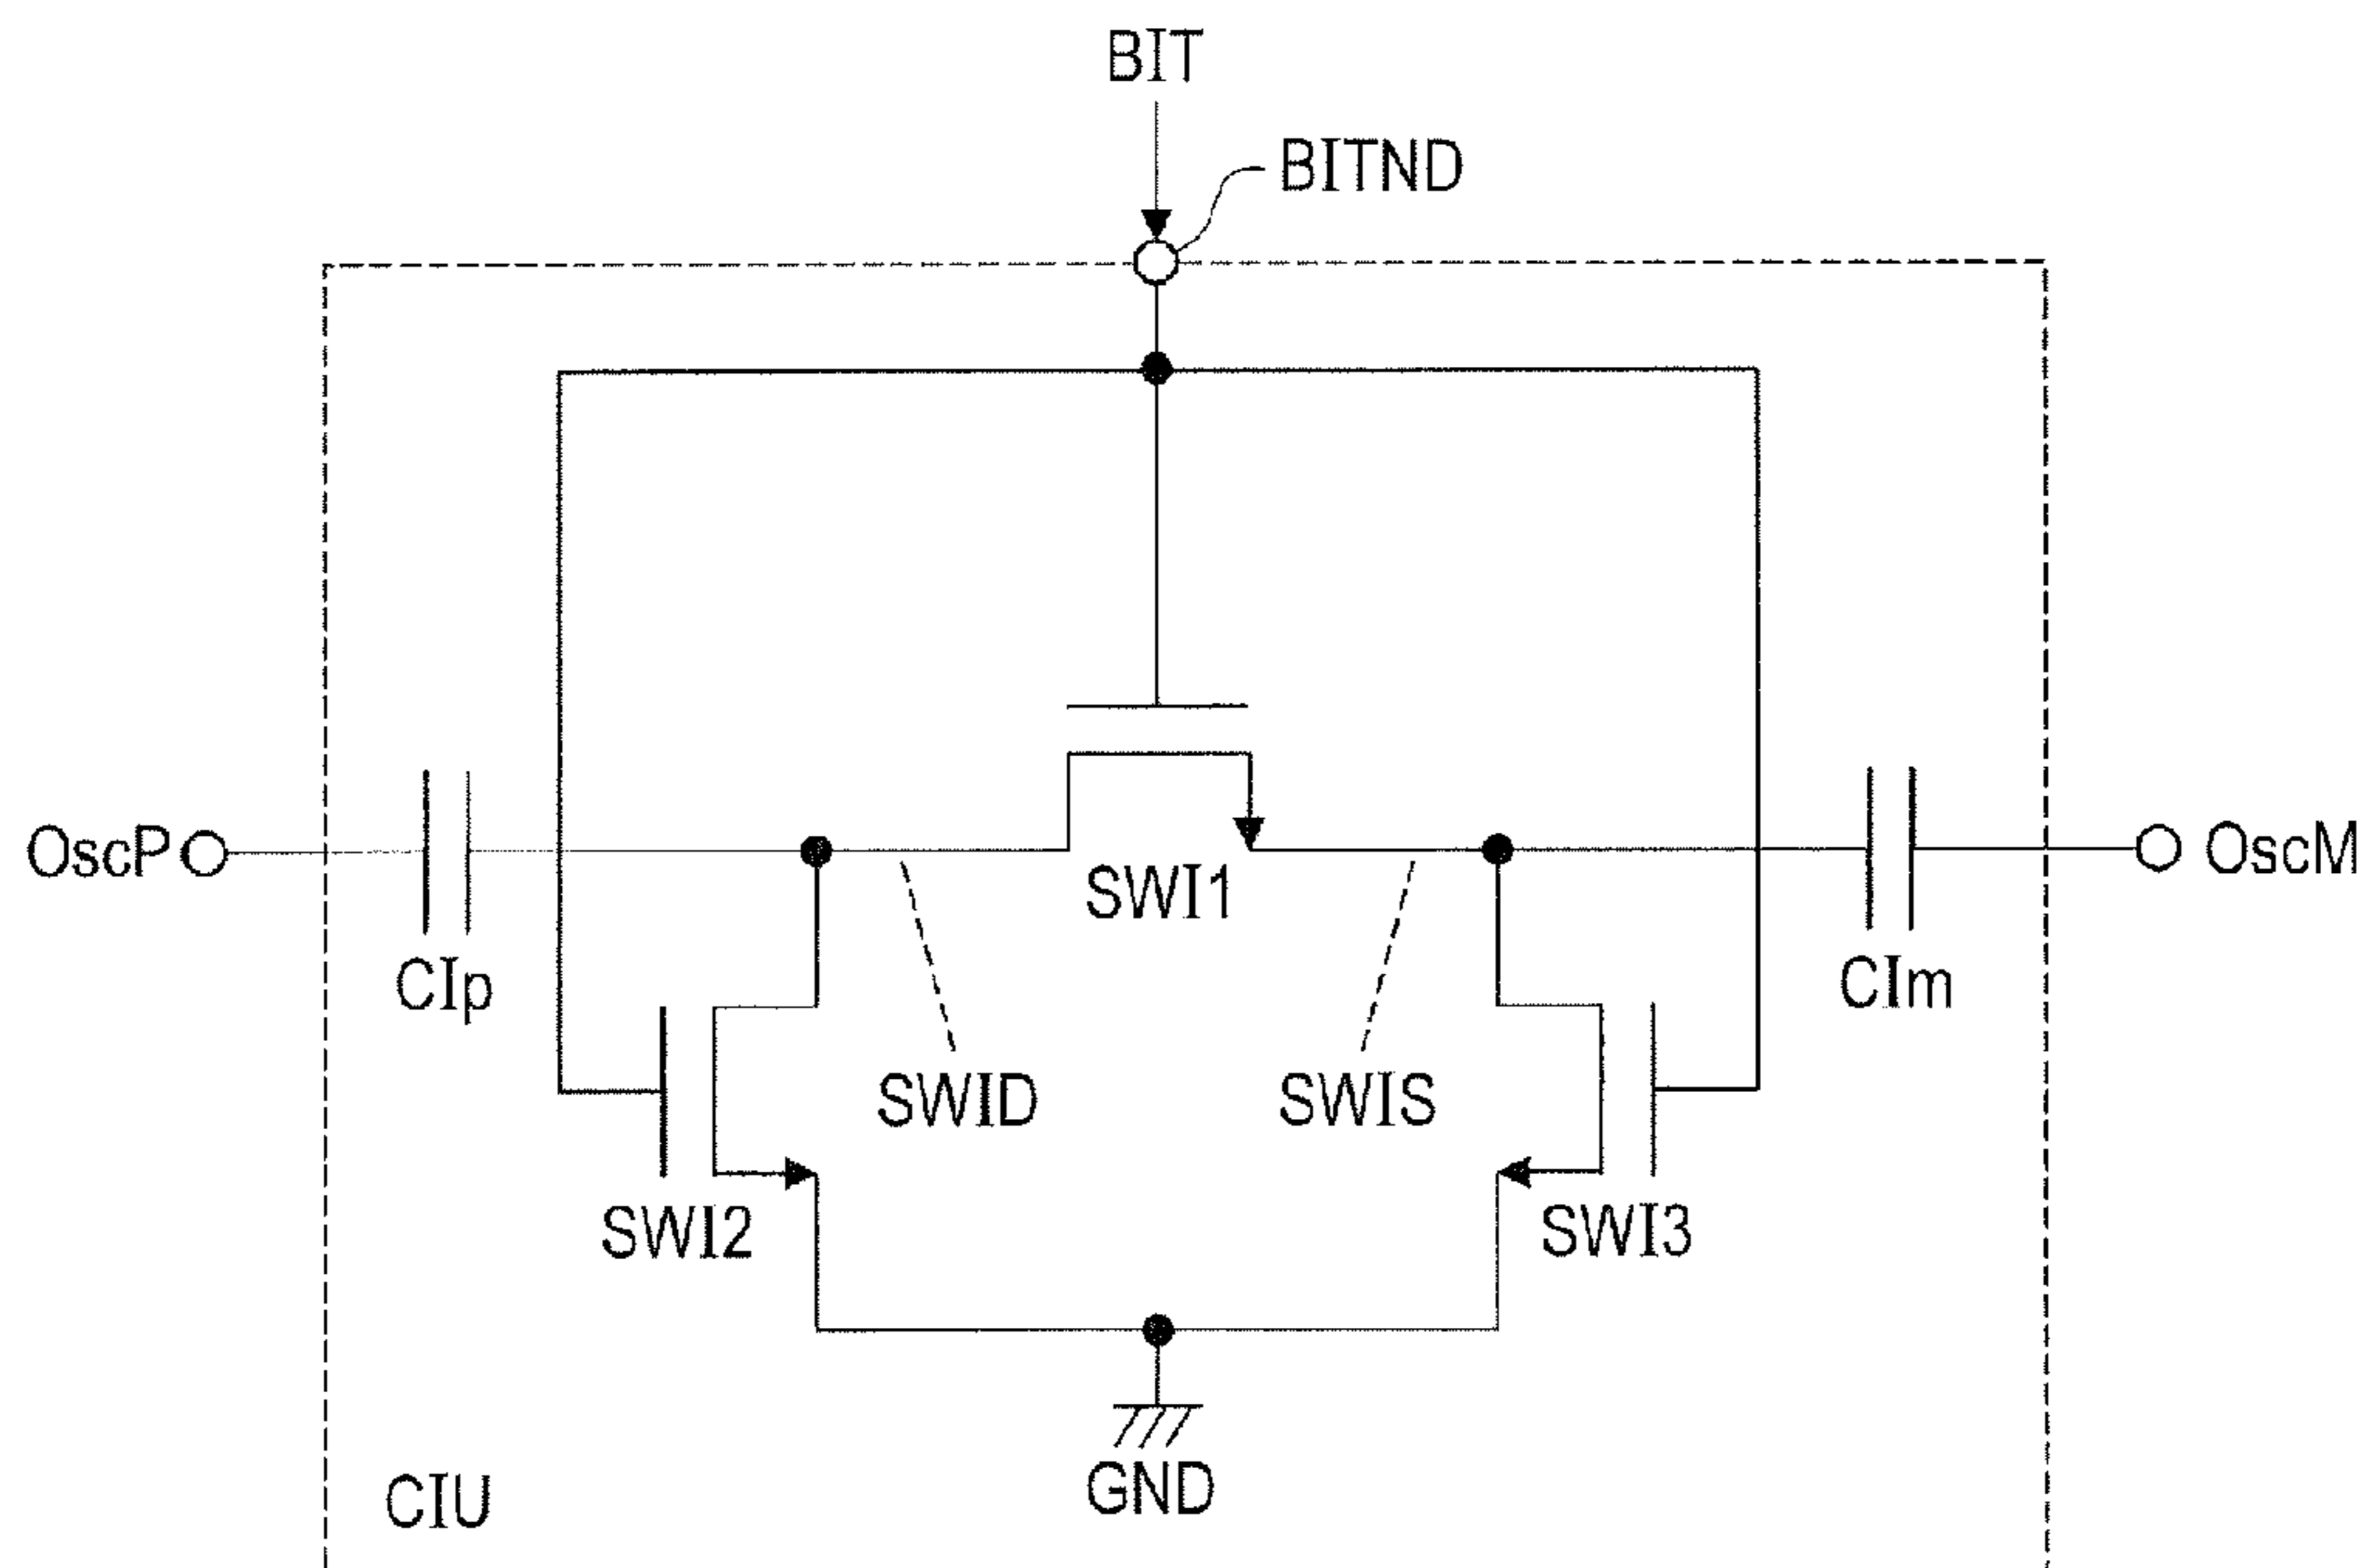 BIT
BITND
OscP
OscM
SWI1
CIp
CIm
SWID
SWIS
SWI2
SWI3
GND
CIU